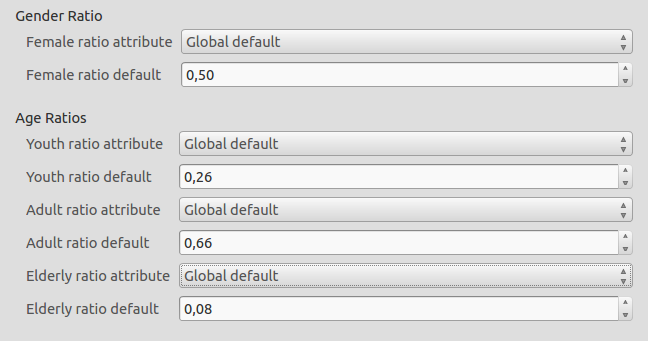 Gender Ratio
Female ratio attribute Global default
Female ratio default 0,50
Age Ratios
Youth ratio attribute Global default
Youth ratio default 0,26
Adult ratio attribute Global default
Adult ratio default 0,66
Elderly ratio attribute Global default
Elderly ratio default 0,08